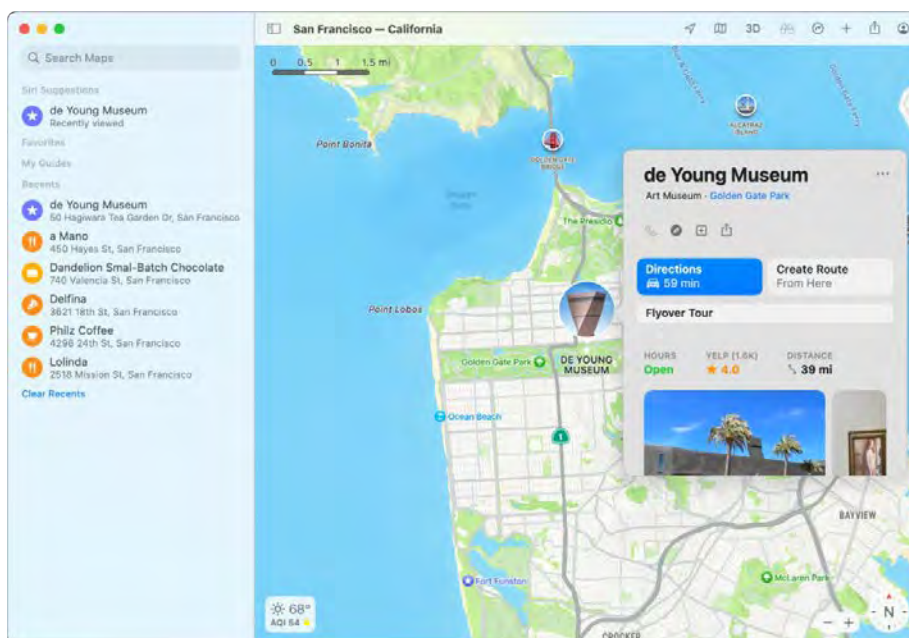 San Francisco — California
3D
Search Maps
Siri Suggestions
de Young Museum
Recently viewed
Favorites
My Guides
Recents
de Young Museum
50 Hagiwara Tea Garden Dr, San Francisco
a Mano
450 Hayes St, San Francisco
Dandelion Smal-Batch Chocolate
740 Valencia St, San Francisco
Delfina
3621 18th St, San Francisco
Philz Coffee
4298 24th St, San Francisco
Lolinda
2518 Mission St, San Francisco
Clear Recents
0 0.5 1 1.5 mi
Point Bonita
GOLDEN GATE
BRIDGE
ALCATRAZ
ISLAND
Golden Gate Ferry
The Presidio
Point Lobos
Golden Gate Park
DE YOUNG
MUSEUM
Ocean Beach
1
Fort Funston
BAYVIEW
McLaren Park
CROCKER
de Young Museum
Art Museum · Golden Gate Park
Directions
59 min
Create Route
From Here
Flyover Tour
HOURS
Open
YELP (1.6K)
4.0
DISTANCE
39 mi
68°
AQI 54
N